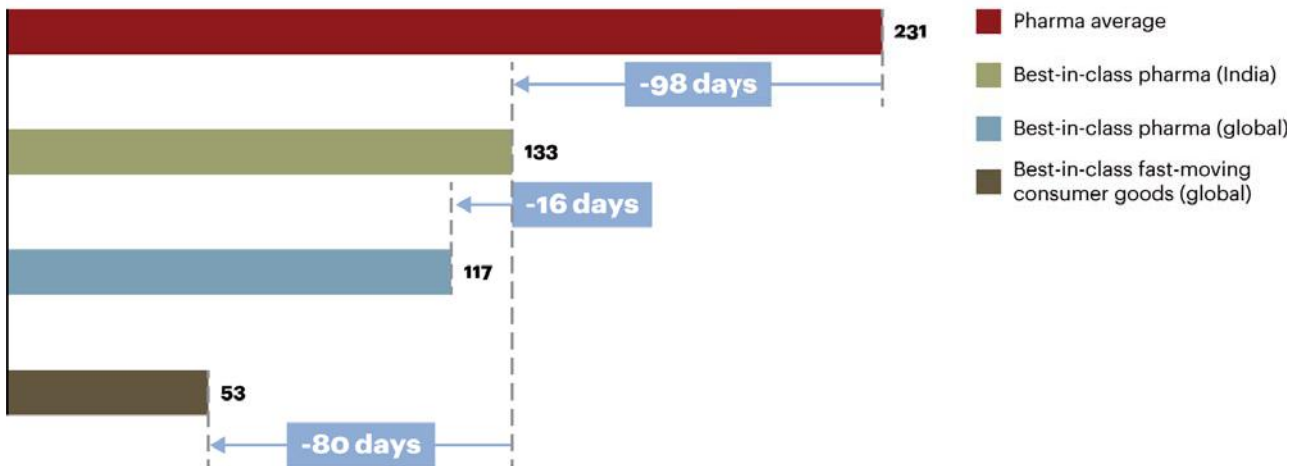 231
-98 days
133
-16 days
117
53
-80 days
Pharma average
Best-in-class pharma (India)
Best-in-class pharma (global)
Best-in-class fast-moving
consumer goods (global)